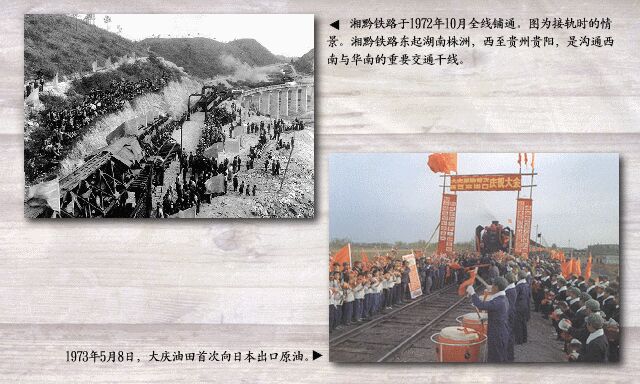 ◀ 湘黔铁路于1972年10月全线铺通，图为接轨时的情
景。湘黔铁路东起湖南株洲，西至贵州贵阳，是沟通西
南与华南的重要交通干线。
庆祝大会
1973年5月8日，大庆油田首次向日本出口原油。▶